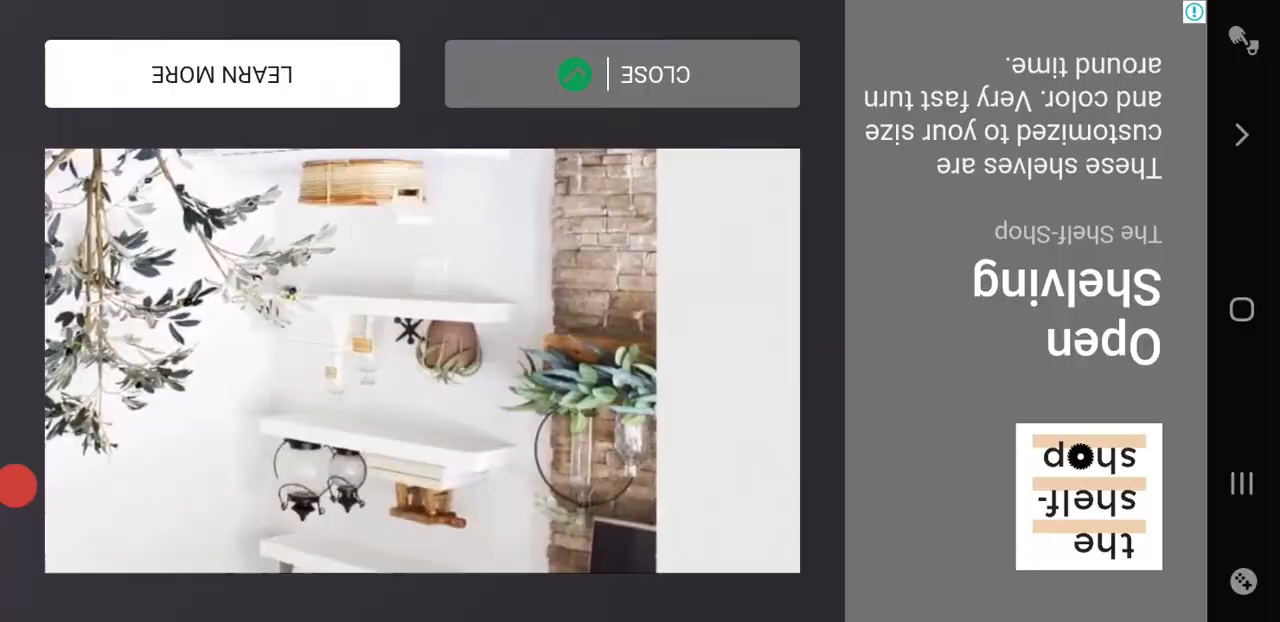 the
shelf-
shop
Open
Shelving
The Shelf-Shop
These shelves are
customized to your size
and color. Very fast turn
around time.
CLOSE
LEARN MORE